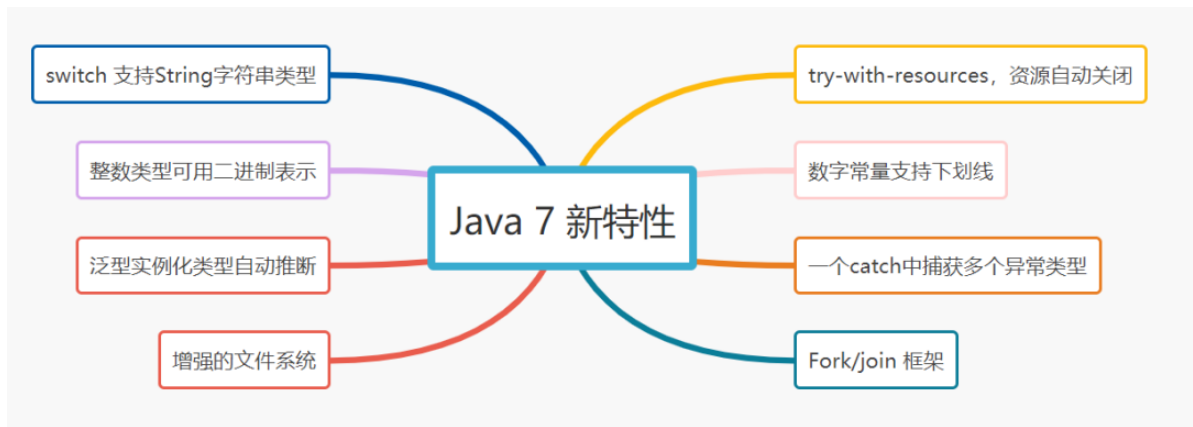 switch 支持String字符串类型
try-with-resources，资源自动关闭
整数类型可用二进制表示
数字常量支持下划线
Java 7 新特性
泛型实例化类型自动推断
一个catch中捕获多个异常类型
增强的文件系统
Fork/join 框架